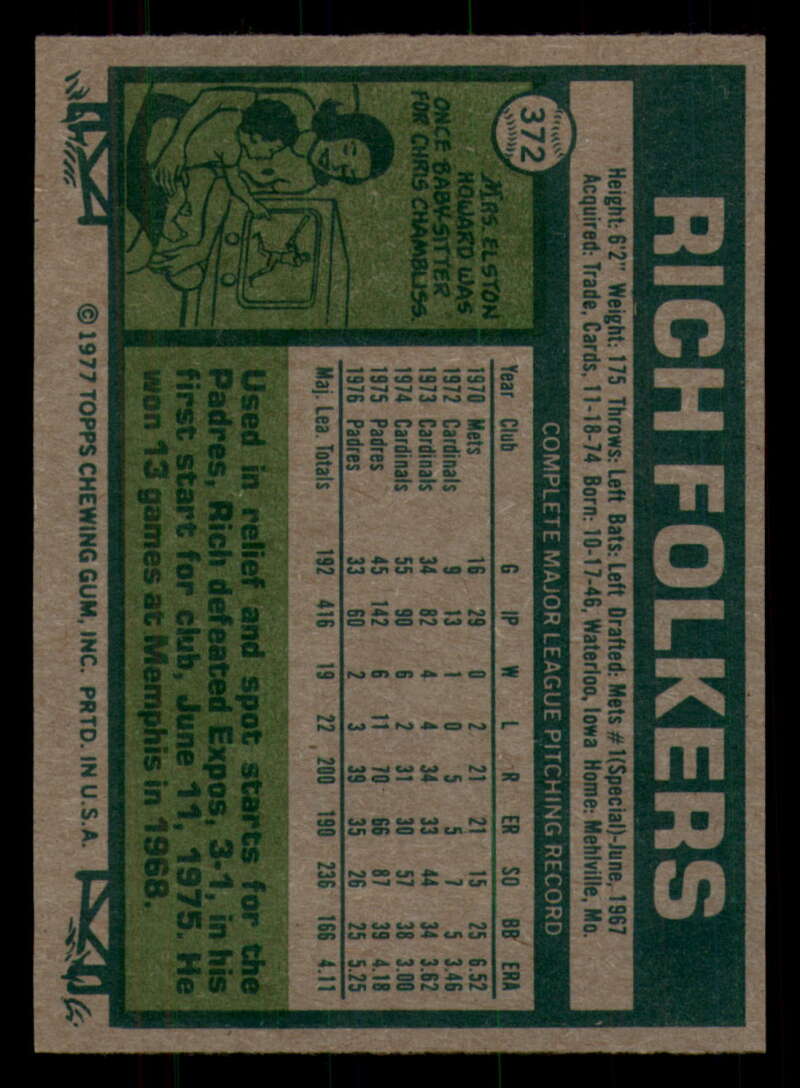 372
RICH FOLKERS
Height: 6'2" Weight: 175 Throws: Left Bats: Left Drafted: Mets #1(Special)-June, 1967
Acquired: Trade, Cards, 11-18-74 Born: 10-17-46, Waterloo, Iowa Home: Mehlville, Mo.
COMPLETE MAJOR LEAGUE PITCHING RECORD
Year Club G IP W L R ER SO BB ERA
1970 Mets 16 29 0 2 21 21 15 25 6.52
1972 Cardinals 9 13 1 0 5 5 7 5 3.46
1973 Cardinals 34 82 4 4 34 33 44 34 3.62
1974 Cardinals 55 90 6 2 31 30 57 38 3.00
1975 Padres 45 142 6 11 70 66 87 39 4.18
1976 Padres 33 60 2 3 39 35 26 25 5.25
Maj. Lea. Totals 192 416 19 22 200 190 236 166 4.11
MRS. ELSTON
HOWARD WAS
ONCE BABY-SITTER
FOR CHRIS CHAMBLISS.
Used in relief and spot starts for the
Padres, Rich defeated Expos, 3-1, in his
first start for club, June 11, 1975. He
won 13 games at Memphis in 1968.
© 1977 TOPPS CHEWING GUM, INC. PRTD. IN U.S.A.